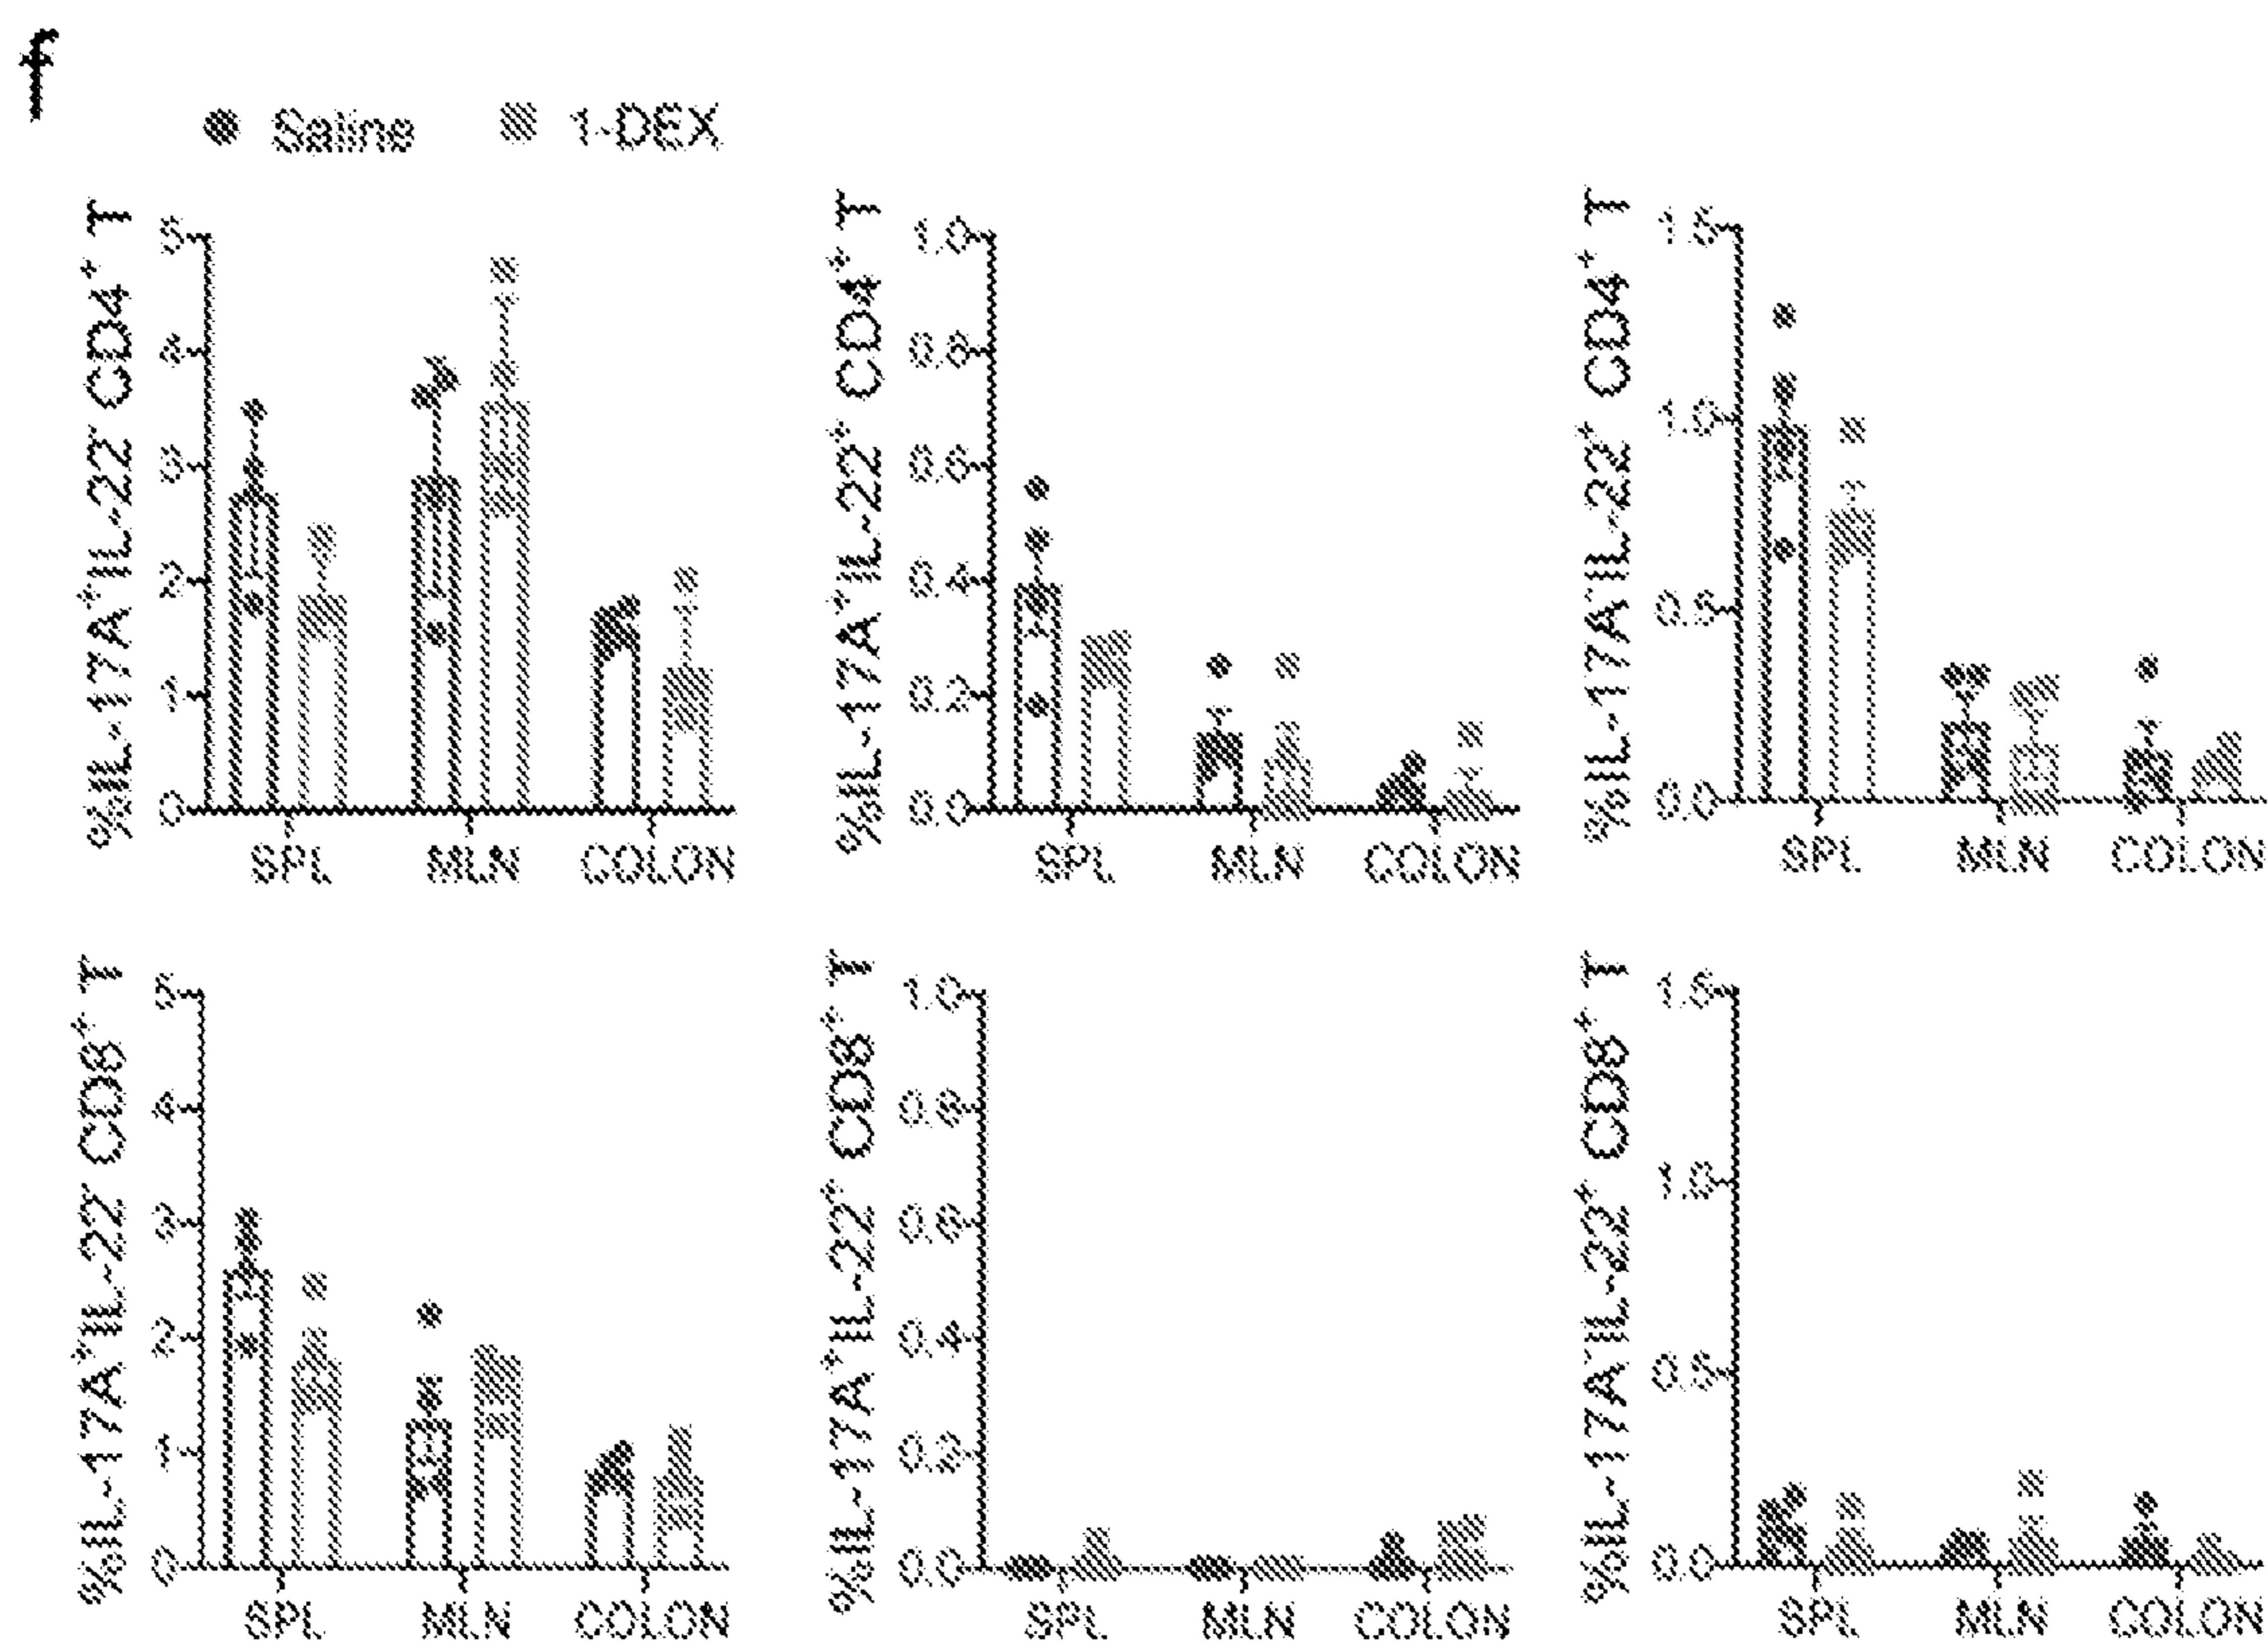 f
Saline 1-DEX
%IL-17A⁺IL-22⁻ CD4⁺ T
5
4
3
2
1
0
SPL MLN COLON
%IL-17A⁺IL-22⁺ CD4⁺ T
1.0
0.8
0.6
0.4
0.2
0.0
SPL MLN COLON
%IL-17A⁻IL-22⁺ CD4⁺ T
1.5
1.0
0.5
0.0
SPL MLN COLON
%IL-17A⁺IL-22⁻ CD8⁺ T
5
4
3
2
1
0
SPL MLN COLON
%IL-17A⁺IL-22⁺ CD8⁺ T
1.0
0.8
0.6
0.4
0.2
0.0
SPL MLN COLON
%IL-17A⁻IL-22⁺ CD8⁺ T
1.5
1.0
0.5
0.0
SPL MLN COLON